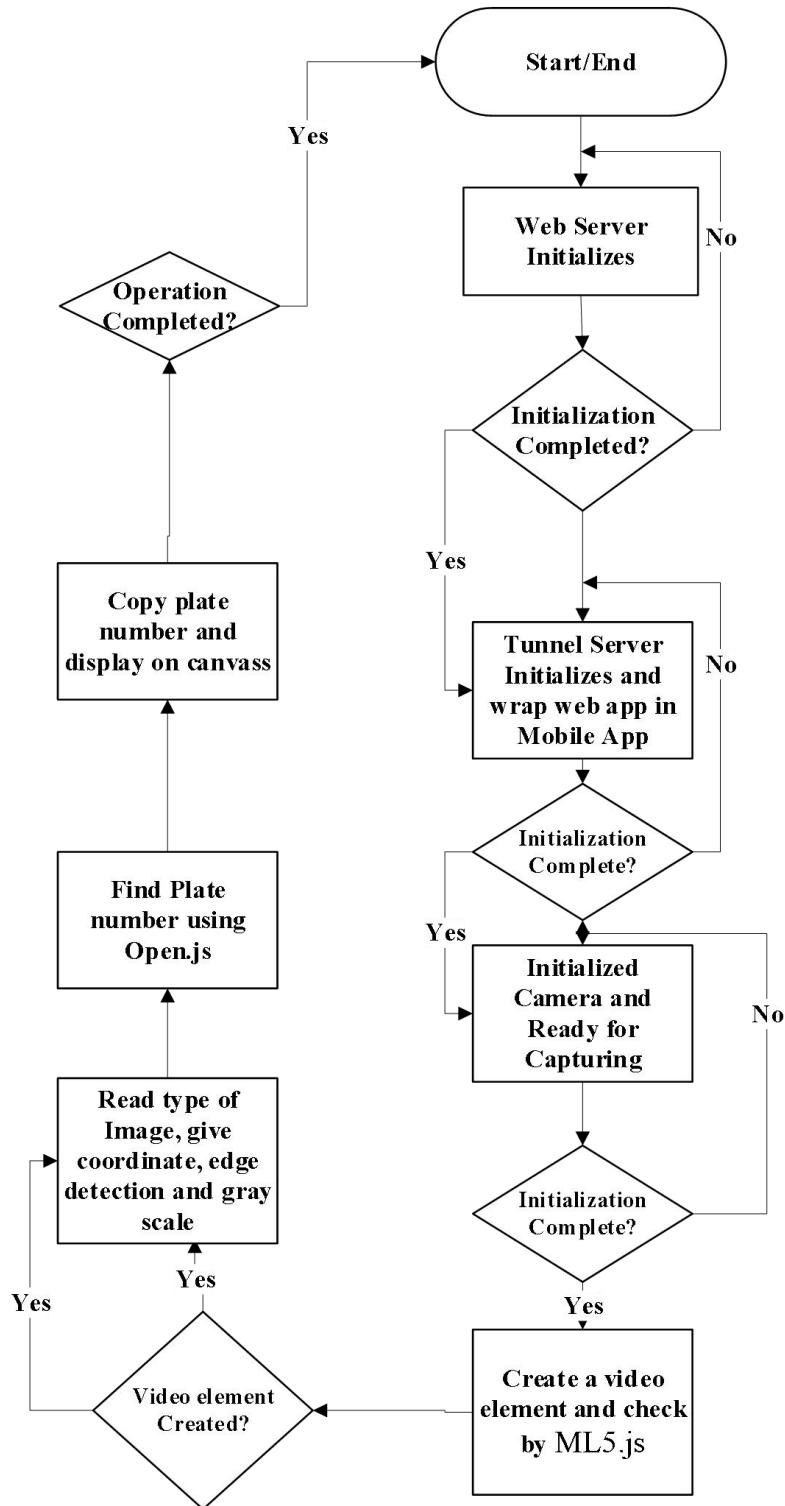 Start/End
Yes
Web Server
Initializes
No
Operation
Completed?
Initialization
Completed?
Yes
Copy plate
number and
display on canvass
Tunnel Server
Initializes and
wrap web app in
Mobile App
No
Initialization
Complete?
Find Plate
number using
Open.js
Yes
Initialized
Camera and
Ready for
Capturing
No
Read type of
Image, give
coordinate, edge
detection and gray
scale
Initialization
Complete?
Yes
Yes
Yes
Create a video
element and check
by ML5.js
Video element
Created?